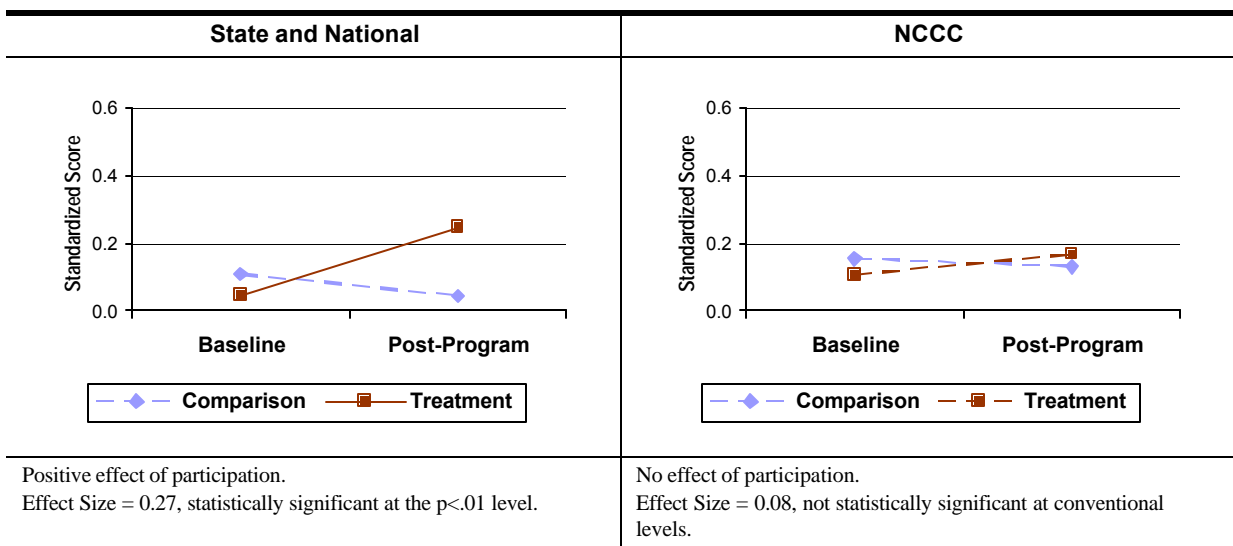 State and National
NCCC
Standardized Score
0.6
0.4
0.2
0.0
Baseline Post-Program
Comparison Treatment
Standardized Score
0.6
0.4
0.2
0.0
Baseline Post-Program
Comparison Treatment
Positive effect of participation.
Effect Size = 0.27, statistically significant at the p<.01 level.
No effect of participation.
Effect Size = 0.08, not statistically significant at conventional
levels.